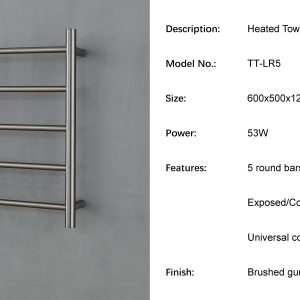 Description: Heated Tow
Model No.: TT-LR5
Size: 600x500x12
Power: 53W
Features: 5 round bars
Exposed/Co
Universal co
Finish: Brushed gu